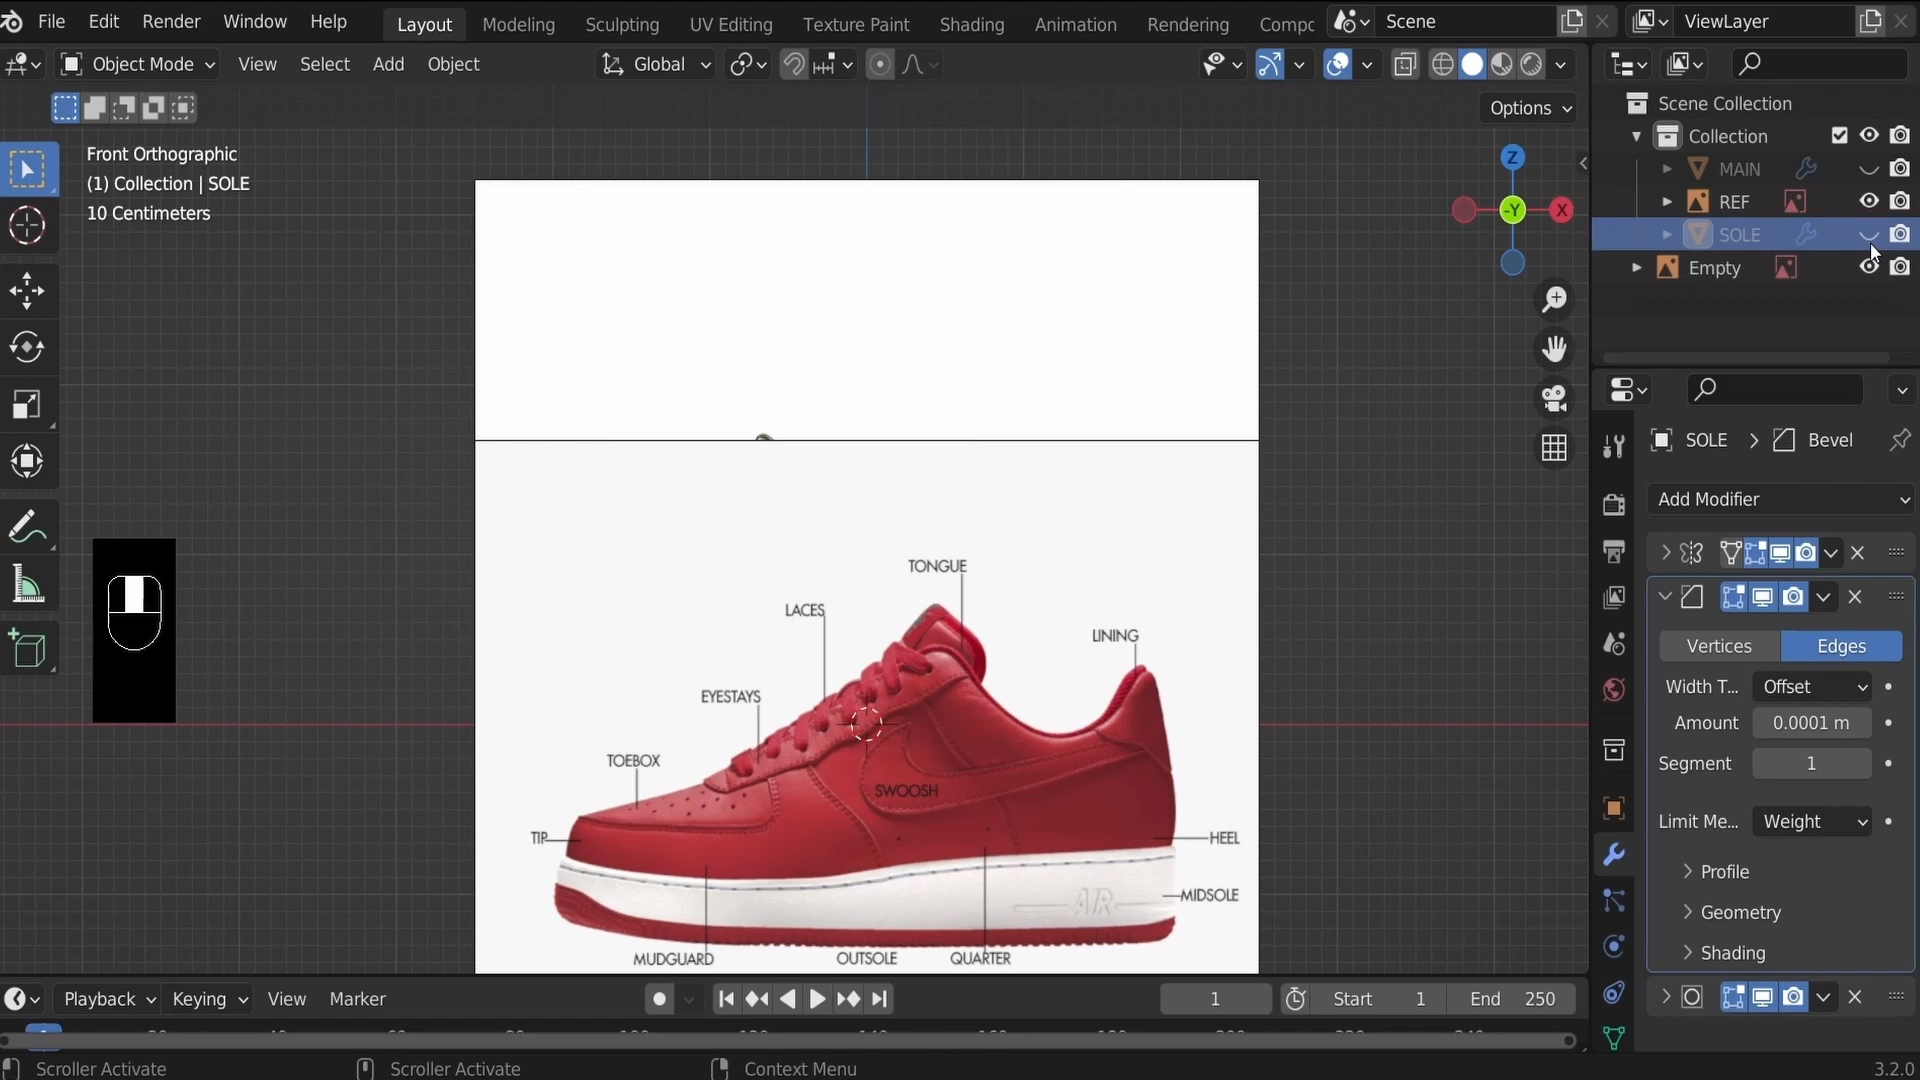 File Edit Render Window Help Layout Modeling Sculpting UV Editing Texture Paint Shading Animation Rendering Compc Scene ViewLayer
Object Mode View Select Add Object Global
Options
Front Orthographic
(1) Collection | SOLE
10 Centimeters
Z
-Y X
TONGUE
LACES
LINING
EYESTAYS
TOEBOX
SWOOSH
TIP
HEEL
AIR
MIDSOLE
MUDGUARD OUTSOLE QUARTER
Scene Collection
Collection
MAIN
REF
SOLE
Empty
SOLE > Bevel
Add Modifier
Vertices Edges
Width T... Offset
Amount 0.0001 m
Segment 1
Limit Me... Weight
Profile
Geometry
Shading
Playback Keying View Marker 1 Start 1 End 250
Scroller Activate Scroller Activate Context Menu 3.2.0